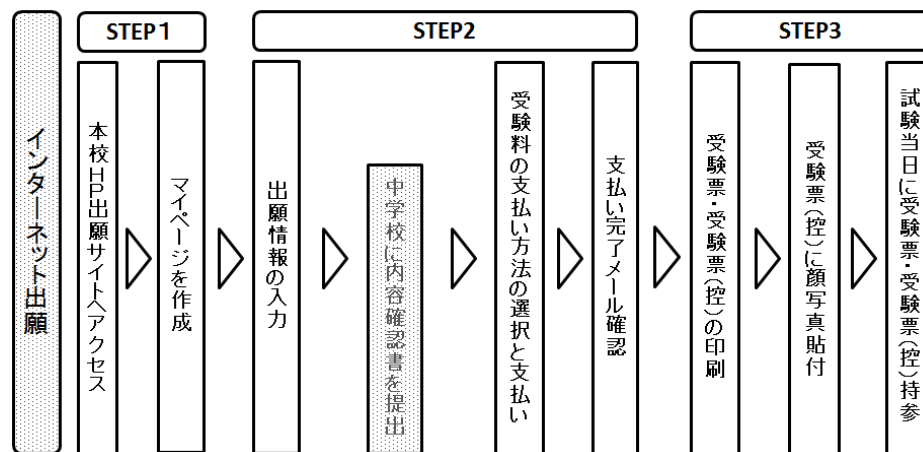 インターネット出願
STEP1
本校HP出願サイトへアクセス
マイページを作成
STEP2
出願情報の入力
中学校に内容確認書を提出
受験料の支払い方法の選択と支払い
支払い完了メール確認
STEP3
受験票・受験票(控)の印刷
受験票(控)に顔写真貼付
試験当日に受験票・受験票(控)持参